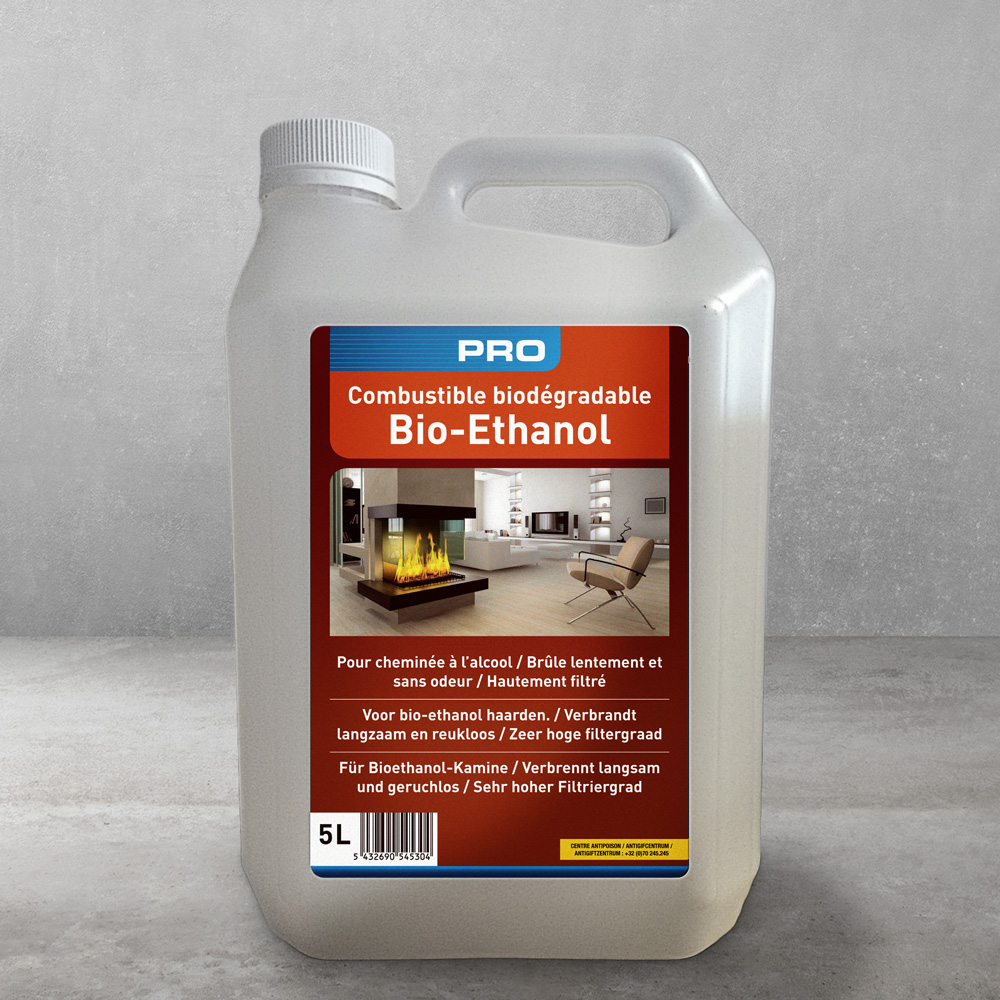 PRO
Combustible biodégradable
Bio-Ethanol
Pour cheminée à l'alcool / Brûle lentement et
sans odeur / Hautement filtré
Voor bio-ethanol haarden. / Verbrandt
langzaam en reukloos / Zeer hoge filtergraad
Für Bioethanol-Kamine / Verbrennt langsam
und geruchlos / Sehr hoher Filtriergrad
5L
5 432690 545304
CENTRE ANTIPOISON / ANTIGIFCENTRUM /
ANTIGIFTZENTRUM : +32 (0)70 245.245